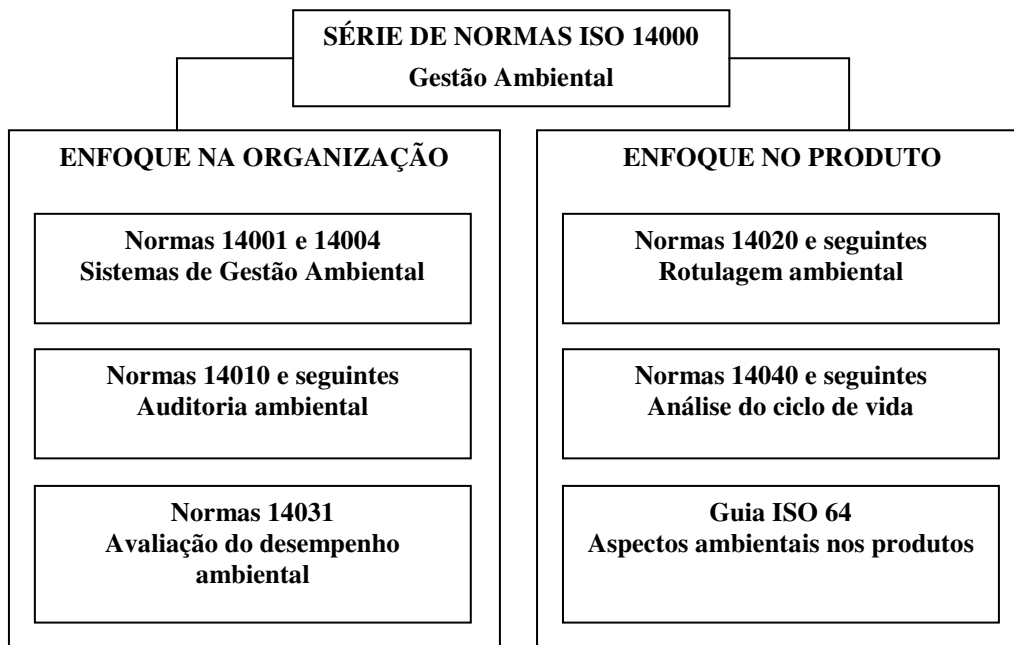 SÉRIE DE NORMAS ISO 14000
Gestão Ambiental
ENFOQUE NA ORGANIZAÇÃO
Normas 14001 e 14004
Sistemas de Gestão Ambiental
Normas 14010 e seguintes
Auditoria ambiental
Normas 14031
Avaliação do desempenho
ambiental
ENFOQUE NO PRODUTO
Normas 14020 e seguintes
Rotulagem ambiental
Normas 14040 e seguintes
Análise do ciclo de vida
Guia ISO 64
Aspectos ambientais nos produtos